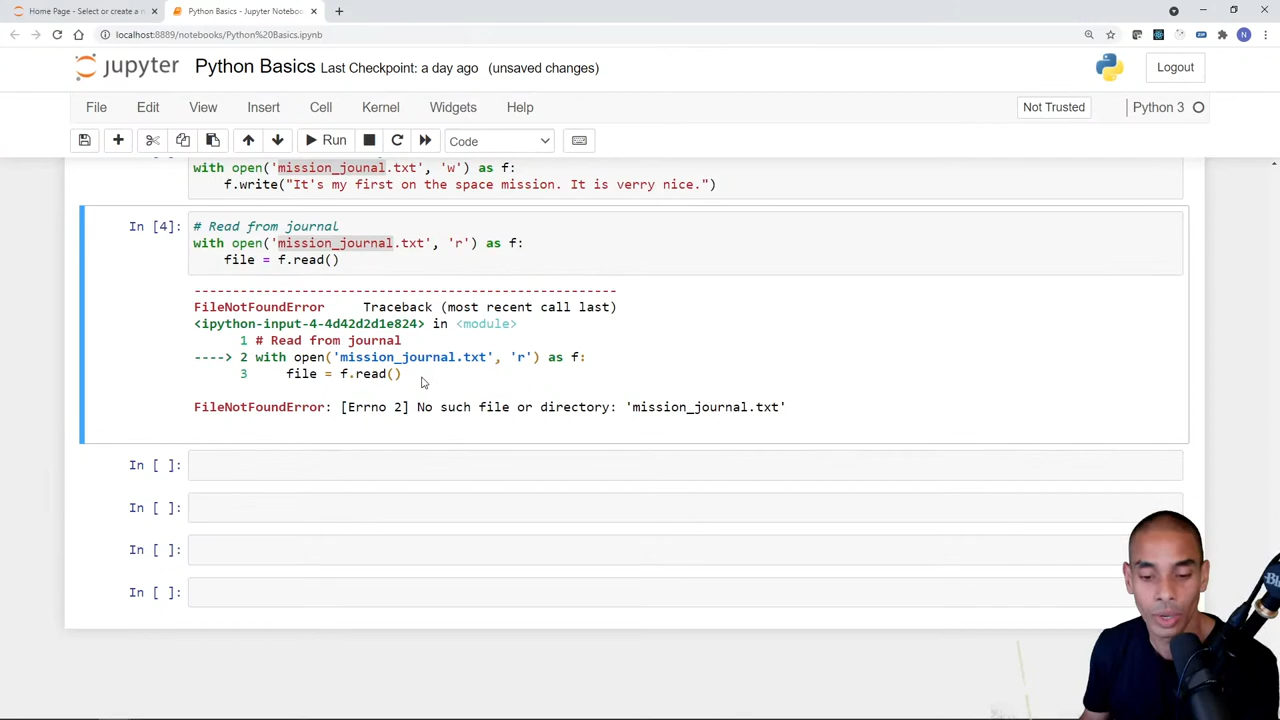 Home Page - Select or create a n
Python Basics - Jupyter Noteboo
localhost:8889/notebooks/Python%20Basics.ipynb
N
jupyter Python Basics Last Checkpoint: a day ago (unsaved changes)
Logout
File Edit View Insert Cell Kernel Widgets Help
Not Trusted
Python 3
Run
Code
with open('mission_jounal.txt', 'w') as f:
f.write("It's my first on the space mission. It is verry nice.")
In [4]:
# Read from journal
with open('mission_journal.txt', 'r') as f:
file = f.read()
---------------------------------------------------------
FileNotFoundError Traceback (most recent call last)
<ipython-input-4-4d42d2d1e824> in <module>
1 # Read from journal
----> 2 with open('mission_journal.txt', 'r') as f:
3 file = f.read()
FileNotFoundError: [Errno 2] No such file or directory: 'mission_journal.txt'
In [ ]:
In [ ]:
In [ ]:
In [ ]: